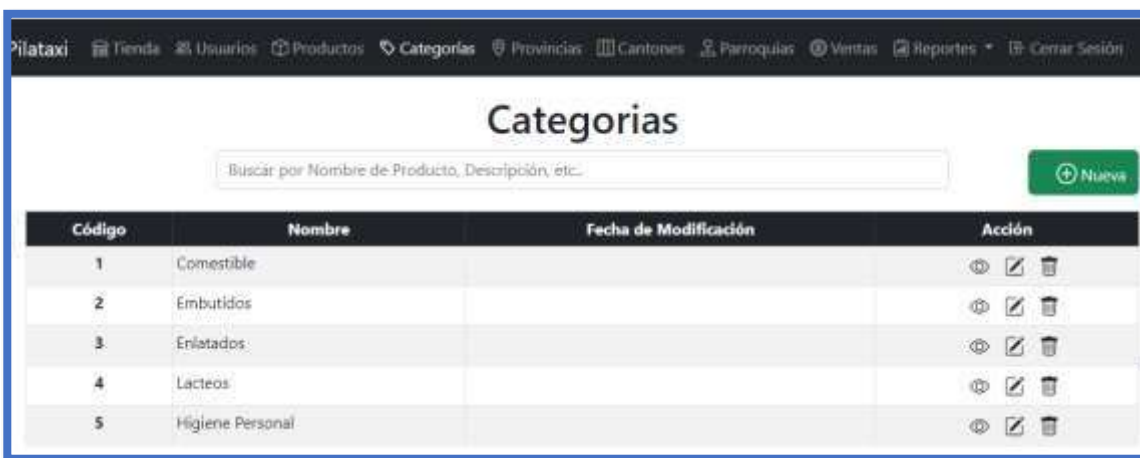 Pilataxi Tienda Usuarios Productos Categorías Provincias Cantones Parroquias Ventas Reportes Cerrar Sesión
Categorias
Buscar por Nombre de Producto, Descripción, etc... Nueva
Código Nombre Fecha de Modificación Acción
1 Comestible
2 Embutidos
3 Enlatados
4 Lacteos
5 Higiene Personal